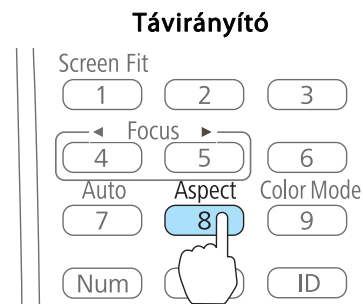 Távirányító
Screen Fit
1 2 3
◄ Focus ►
4 5 6
Auto Aspect Color Mode
7 8 9
Num ID